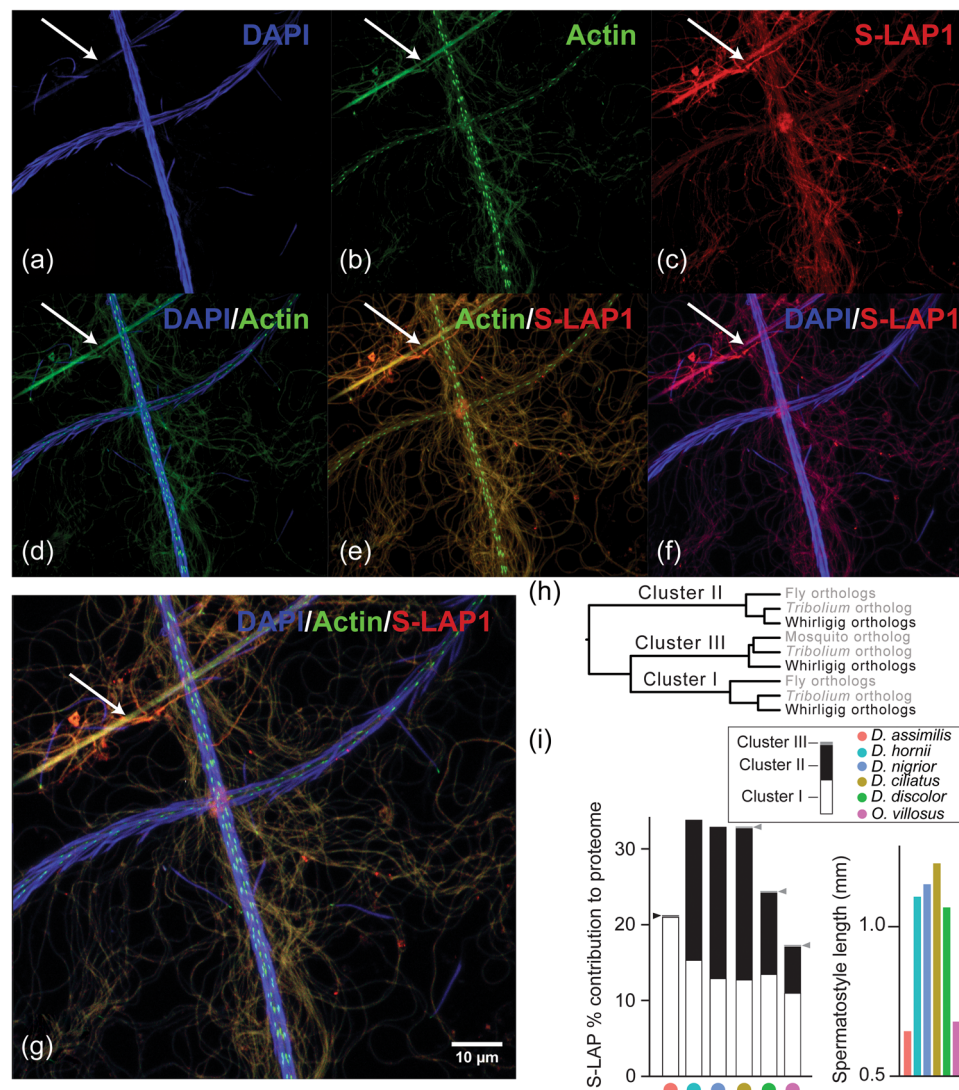 DAPI
Actin
S-LAP1
(a)
(b)
(c)
DAPI/Actin
Actin/S-LAP1
DAPI/S-LAP1
(d)
(e)
(f)
DAPI/Actin/S-LAP1
(g)
10 µm
(h)
Cluster II
Fly orthologs
Tribolium ortholog
Whirligig orthologs
Cluster III
Mosquito ortholog
Tribolium ortholog
Whirligig orthologs
Cluster I
Fly orthologs
Tribolium ortholog
Whirligig orthologs
(i)
Cluster III
Cluster II
Cluster I
D. assimilis
D. hornii
D. nigrior
D. ciliatus
D. discolor
O. villosus
S-LAP % contribution to proteome
30
20
10
0
Spermatostyle length (mm)
1.0
0.5